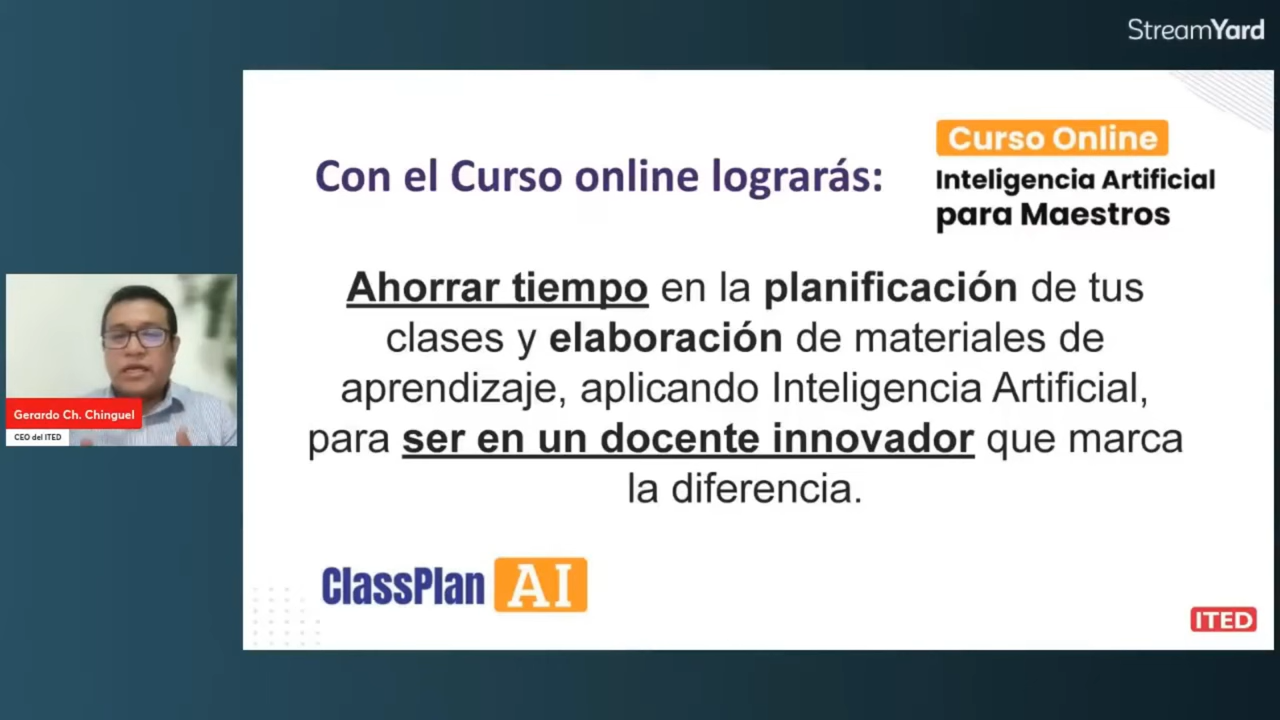 StreamYard
Con el Curso online lograrás:
Curso Online
Inteligencia Artificial
para Maestros
Ahorrar tiempo en la planificación de tus
clases y elaboración de materiales de
aprendizaje, aplicando Inteligencia Artificial,
para ser en un docente innovador que marca
la diferencia.
Gerardo Ch. Chinguel
CEO del ITED
ClassPlan AI
ITED